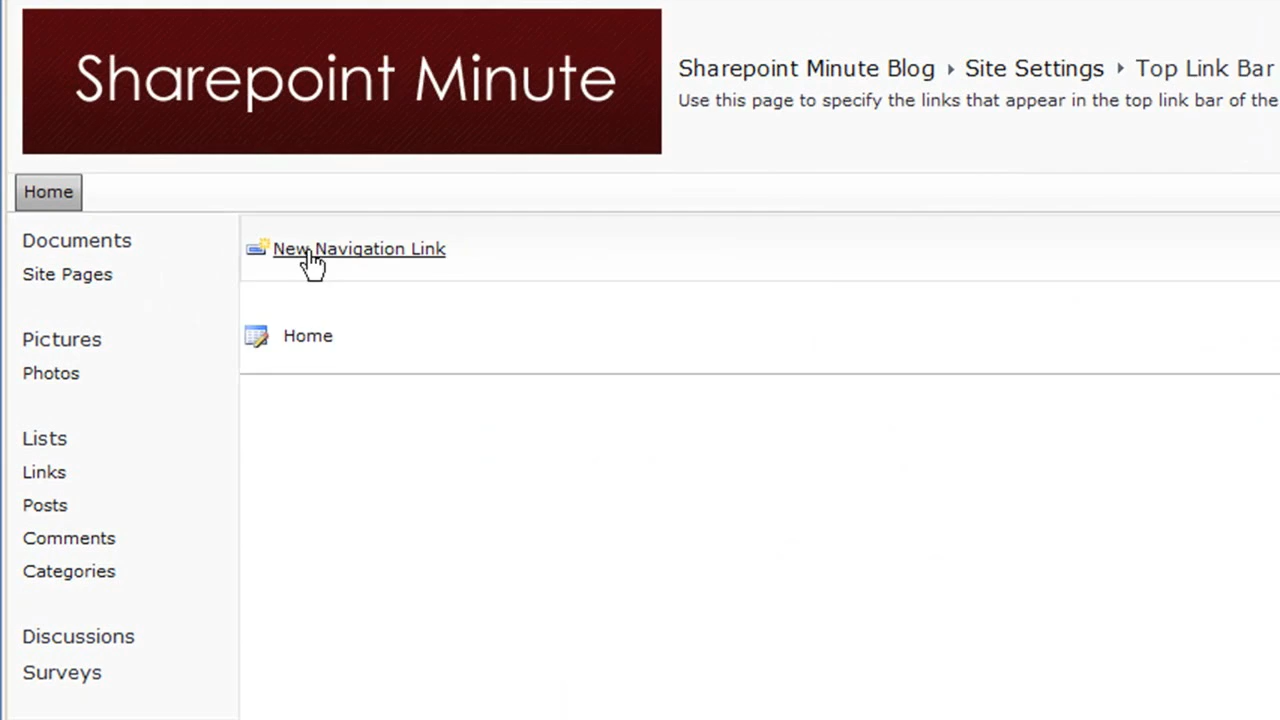 Sharepoint Minute
Sharepoint Minute Blog Site Settings Top Link Bar
Use this page to specify the links that appear in the top link bar of the
Home
New Navigation Link
Home
Documents
Site Pages
Pictures
Photos
Lists
Links
Posts
Comments
Categories
Discussions
Surveys